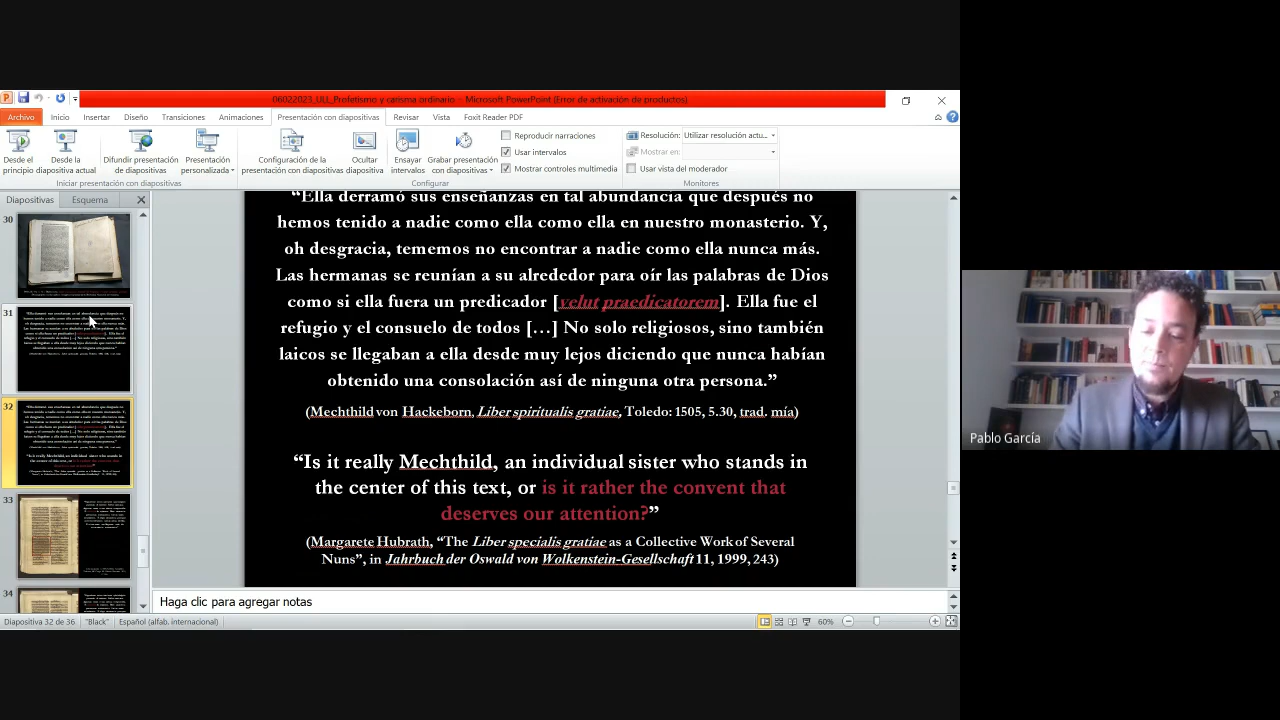 06022023_ULL_Profetismo y carisma ordinario - Microsoft PowerPoint (Error de activación de productos)
Archivo Inicio Insertar Diseño Transiciones Animaciones Presentación con diapositivas Revisar Vista Foxit Reader PDF
Desde el principio
Desde la diapositiva actual
Difundir presentación de diapositivas
Presentación personalizada
Configuración de la presentación con diapositivas
Ocultar diapositiva
Ensayar intervalos
Grabar presentación con diapositivas
Reproducir narraciones
Usar intervalos
Mostrar controles multimedia
Resolución: Utilizar resolución actu...
Mostrar en:
Usar vista del moderador
Iniciar presentación con diapositivas
Configurar
Monitores
Diapositivas Esquema
30
31
32
33
34
“Ella derramó sus enseñanzas en tal abundancia que después no
hemos tenido a nadie como ella como ella en nuestro monasterio. Y,
oh desgracia, tememos no encontrar a nadie como ella nunca más.
Las hermanas se reunían a su alrededor para oír las palabras de Dios
como si ella fuera un predicador [velut praedicatorem]. Ella fue el
refugio y el consuelo de todos […] No solo religiosos, sino también
laicos se llegaban a ella desde muy lejos diciendo que nunca habían
obtenido una consolación así de ninguna otra persona.”
(Mechthild von Hackeborn, Liber specialis gratiae, Toledo: 1505, 5.30, trad. mía)
“Is it really Mechthild, an individual sister who stands in
the center of this text, or is it rather the convent that
deserves our attention?”
(Margarete Hubrath, “The Liber specialis gratiae as a Collective Work of Several
Nuns”, in Jahrbuch der Oswald von Wolkenstein-Gesellschaft 11, 1999, 243)
Haga clic para agregar notas
Diapositiva 32 de 36 "Black" Español (alfab. internacional) 60%
Pablo García